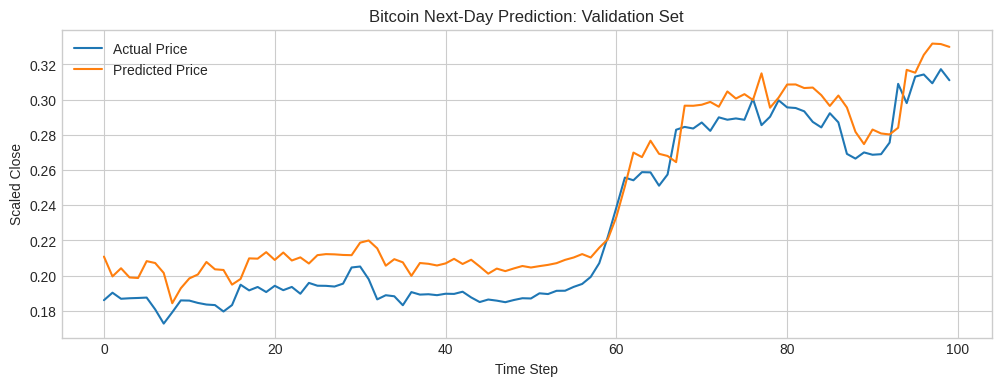 Bitcoin Next-Day Prediction: Validation Set
Actual Price
Predicted Price
Scaled Close
0.32
0.30
0.28
0.26
0.24
0.22
0.20
0.18
0
20
40
60
80
100
Time Step